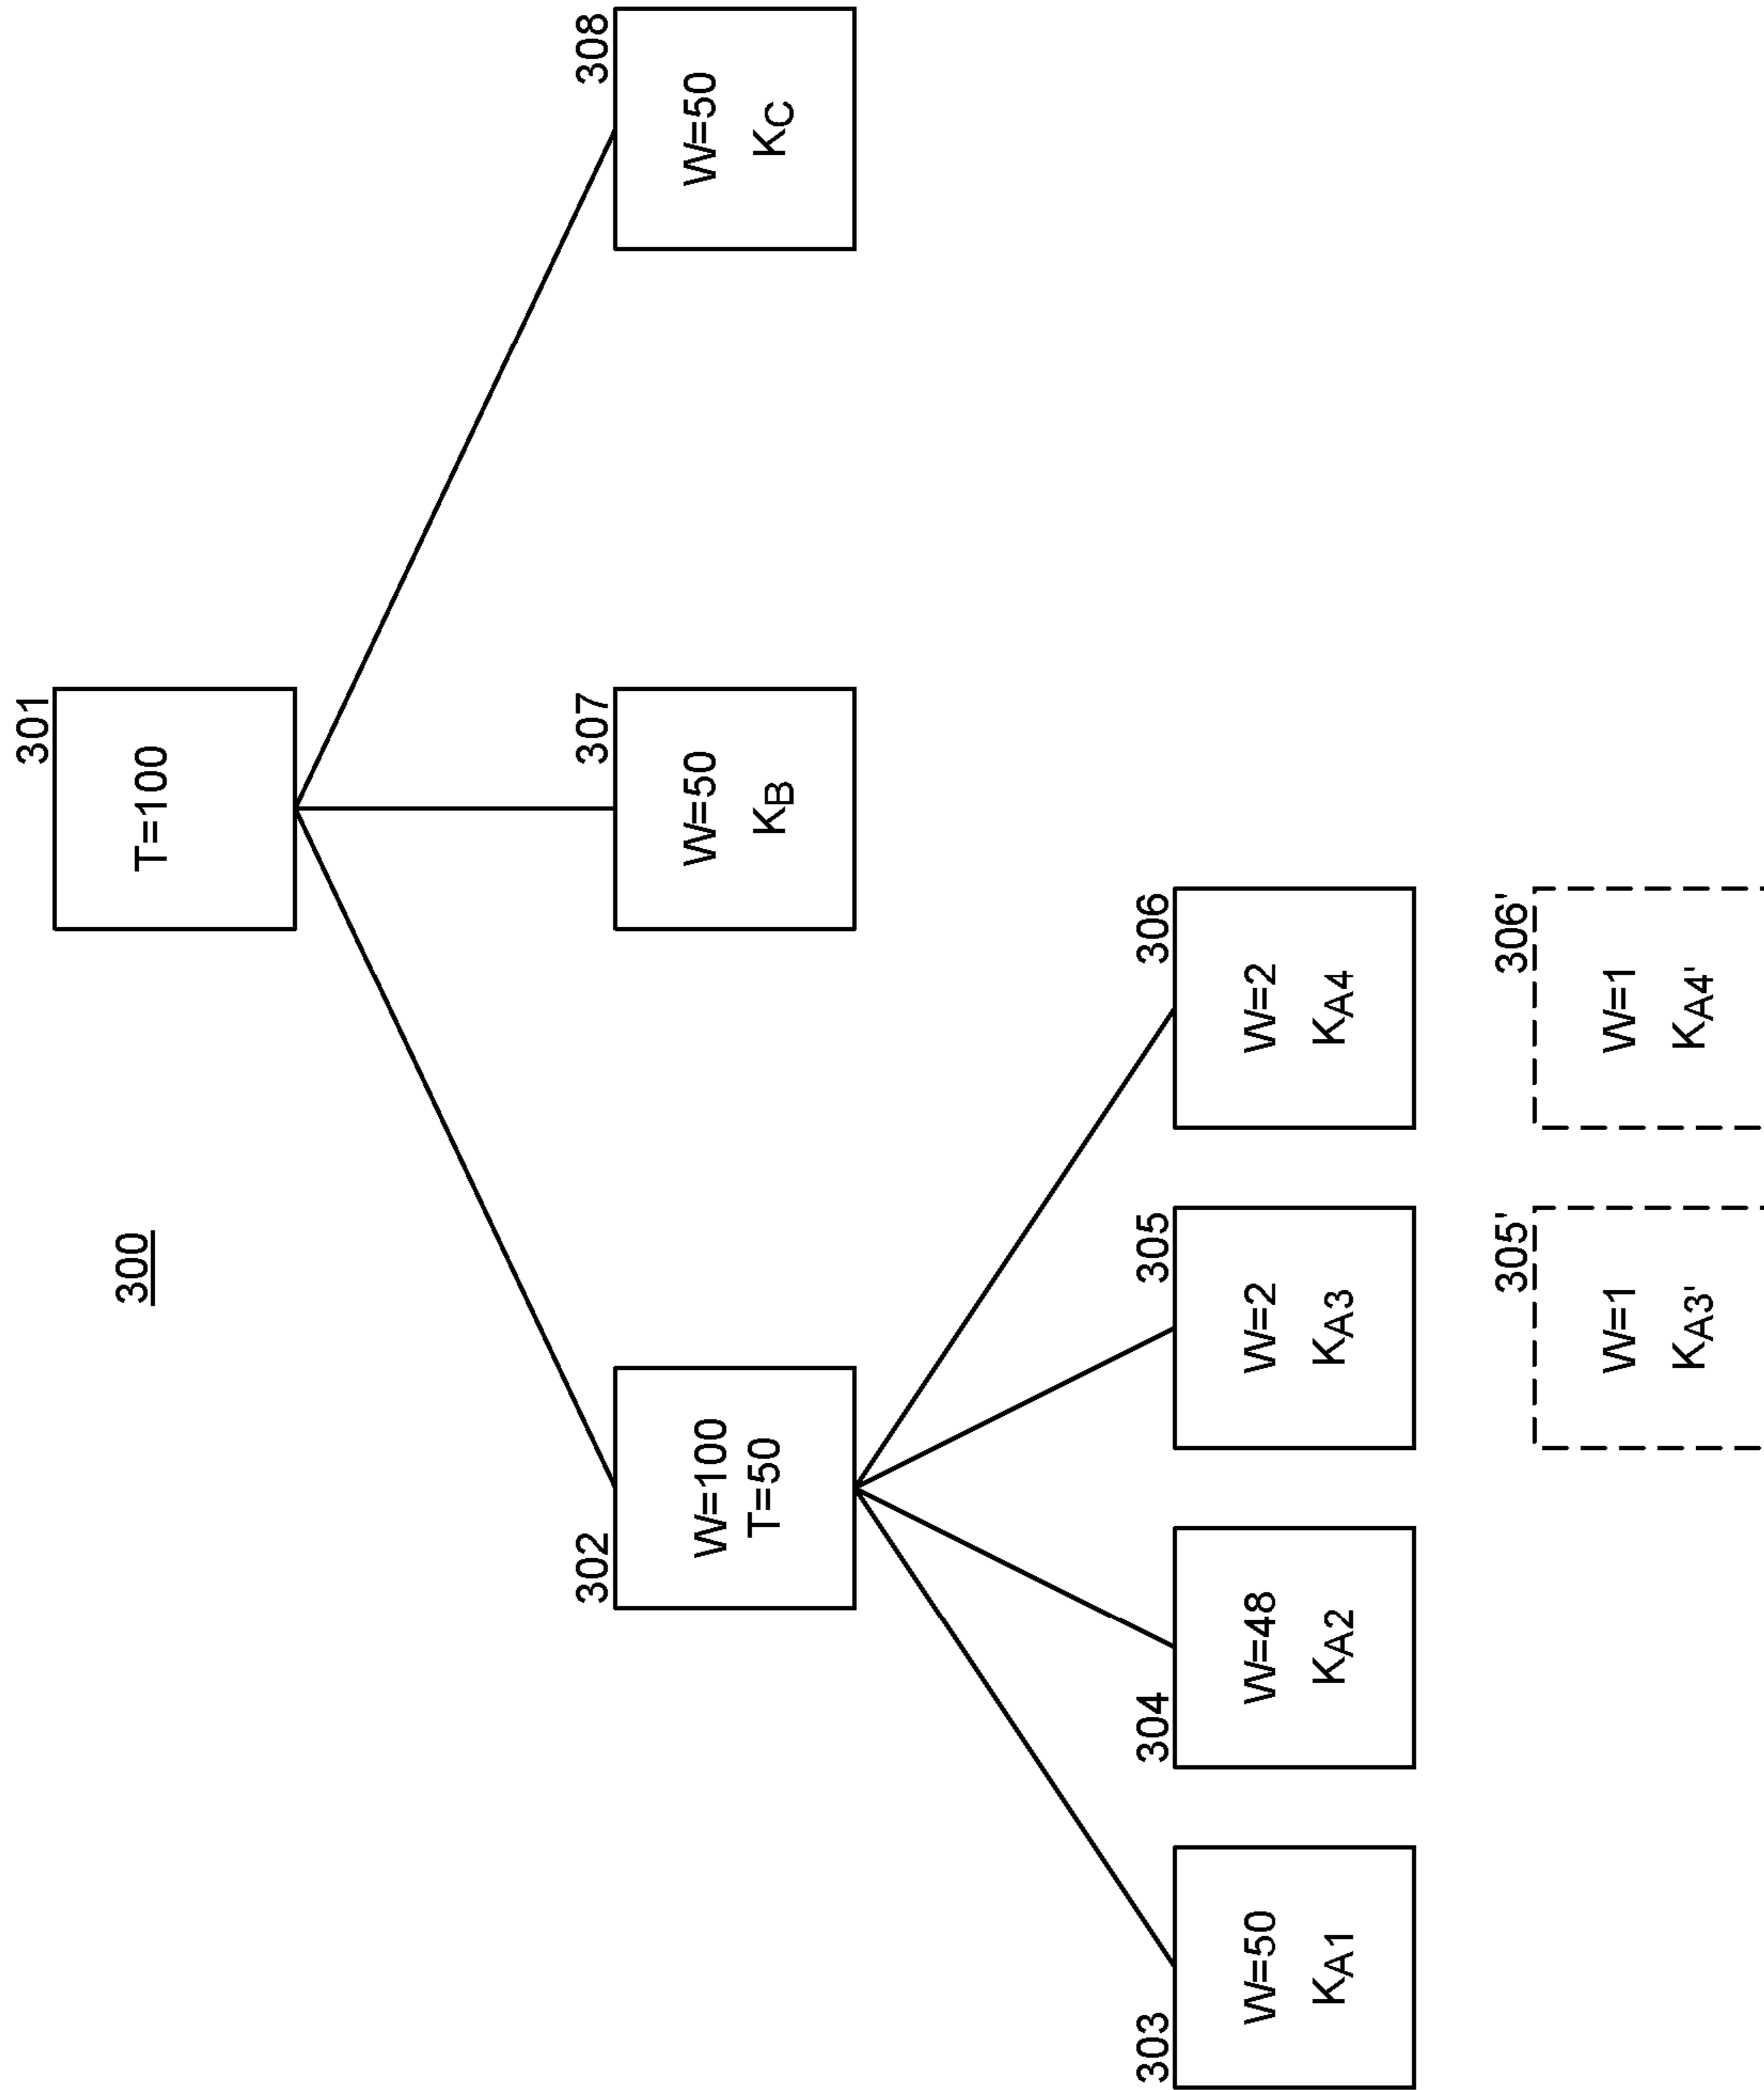 300
301
T=100
302
W=100
T=50
307
W=50
KB
308
W=50
KC
303
W=50
KA1
304
W=48
KA2
305
W=2
KA3
306
W=2
KA4
305'
W=1
KA3'
306'
W=1
KA4'